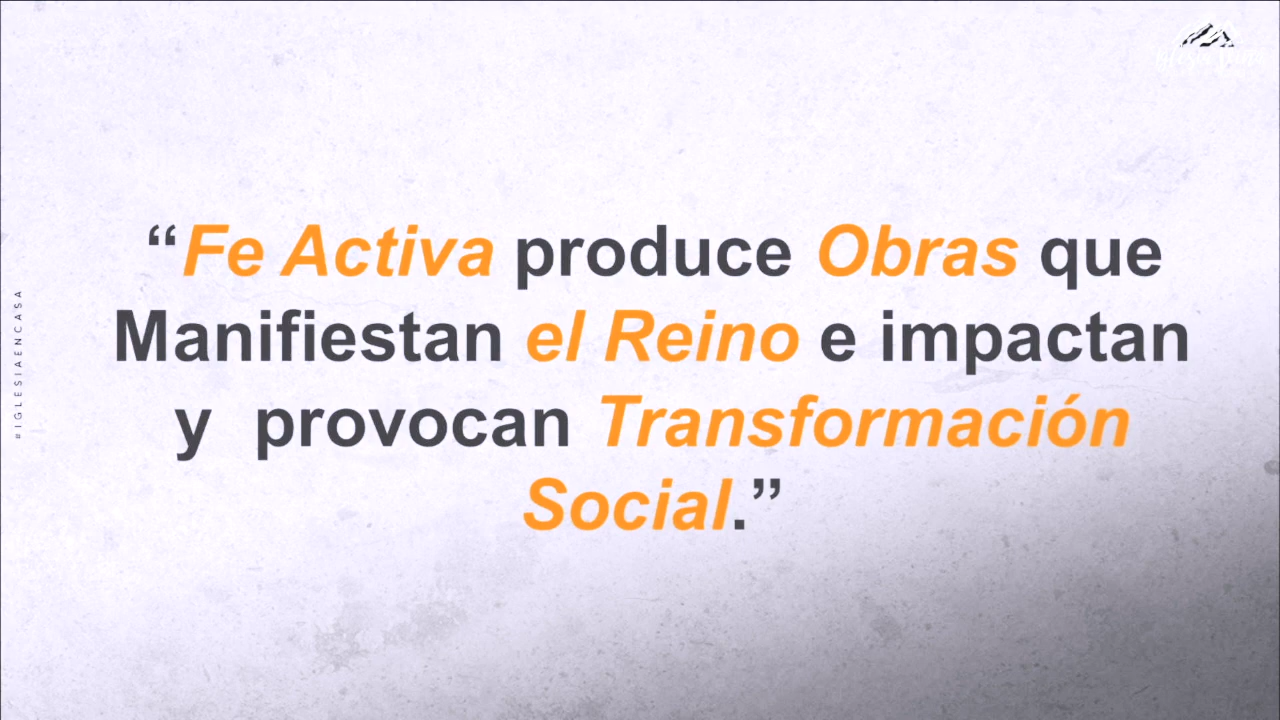 “Fe Activa produce Obras que
Manifiestan el Reino e impactan
y  provocan Transformación
Social.”
#IGLESIAENCASA